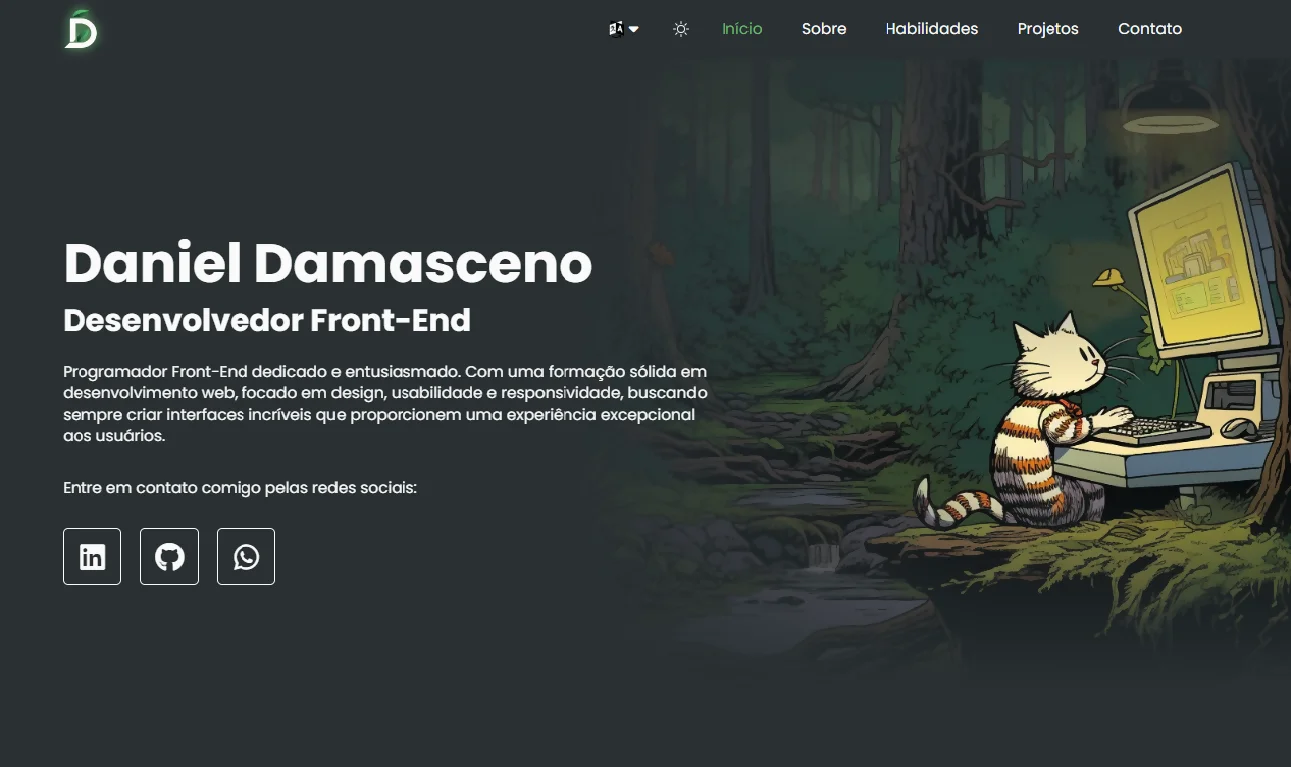 D
Início Sobre Habilidades Projetos Contato
Daniel Damasceno
Desenvolvedor Front-End
Programador Front-End dedicado e entusiasmado. Com uma formação sólida em
desenvolvimento web, focado em design, usabilidade e responsividade, buscando
sempre criar interfaces incríveis que proporcionem uma experiência excepcional
aos usuários.
Entre em contato comigo pelas redes sociais:
in